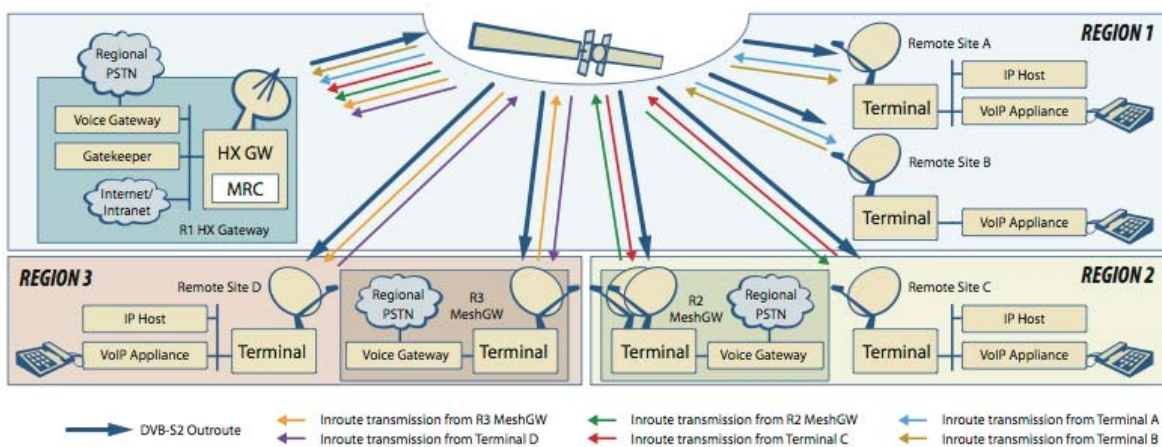 REGION 1
Regional
PSTN
Voice Gateway
Gatekeeper
Internet/
Intranet
HX GW
MRC
R1 HX Gateway
Remote Site A
Terminal
IP Host
VoIP Appliance
Remote Site B
Terminal
VoIP Appliance
REGION 3
Remote Site D
IP Host
VoIP Appliance
Terminal
Regional
PSTN
R3
MeshGW
Voice Gateway
Terminal
REGION 2
R2
MeshGW
Regional
PSTN
Terminal
Voice Gateway
Remote Site C
Terminal
IP Host
VoIP Appliance
DVB-S2 Outroute
Inroute transmission from R3 MeshGW
Inroute transmission from Terminal D
Inroute transmission from R2 MeshGW
Inroute transmission from Terminal C
Inroute transmission from Terminal A
Inroute transmission from Terminal B